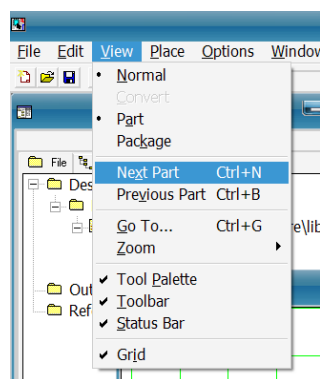 File Edit View Place Options Window
Normal
Convert
Part
Package
File
Next Part Ctrl+N
Des
Previous Part Ctrl+B
Go To... Ctrl+G
re\lib
Zoom
Tool Palette
Out
Toolbar
Ref
Status Bar
Grid